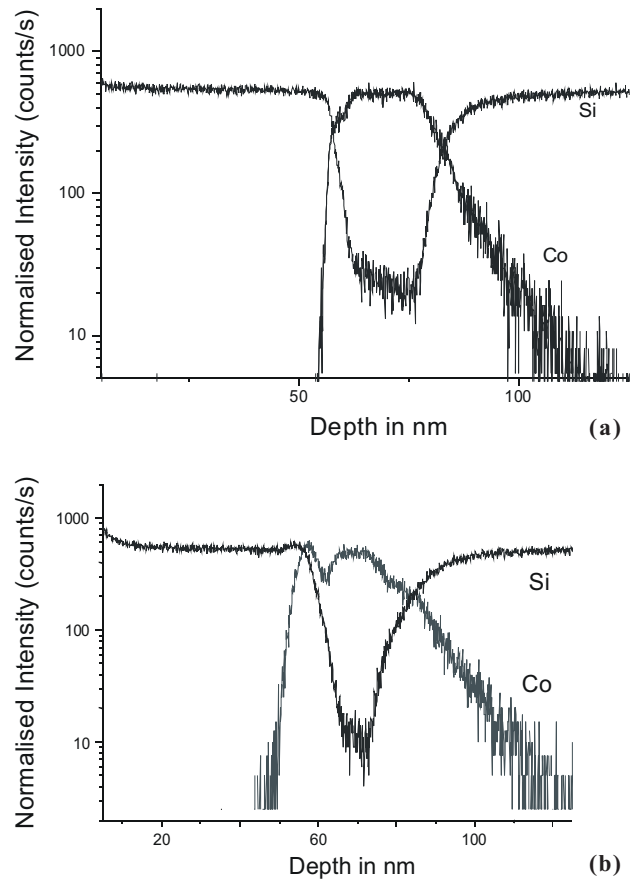 Normalised Intensity (counts/s)
1000
100
10
Si
Co
50
100
Depth in nm
(a)
Normalised Intensity (counts/s)
1000
100
10
Si
Co
20
60
100
Depth in nm
(b)